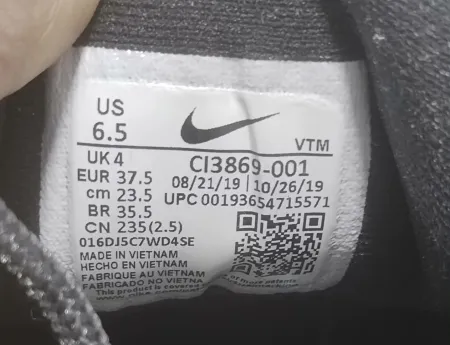 US
6.5
VTM
UK 4
CI3869-001
EUR 37.5
08/21/19 | 10/26/19
cm 23.5
UPC 00193654715571
BR 35.5
CN 235(2.5)
016DJ5C7WD4SE
MADE IN VIETNAM
HECHO EN VIETNAM
FABRIQUE AU VIETNAM
FABRICADO NO VIETNA